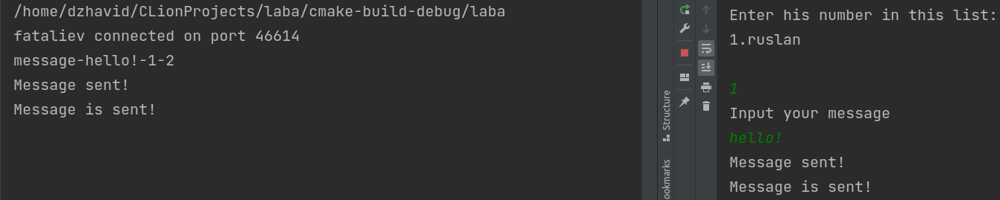 /home/dzhavid/CLionProjects/laba/cmake-build-debug/laba
fataliev connected on port 46614
message-hello!-1-2
Message sent!
Message is sent!
Structure
ookmarks
Enter his number in this list:
1.ruslan
1
Input your message
hello!
Message sent!
Message is sent!